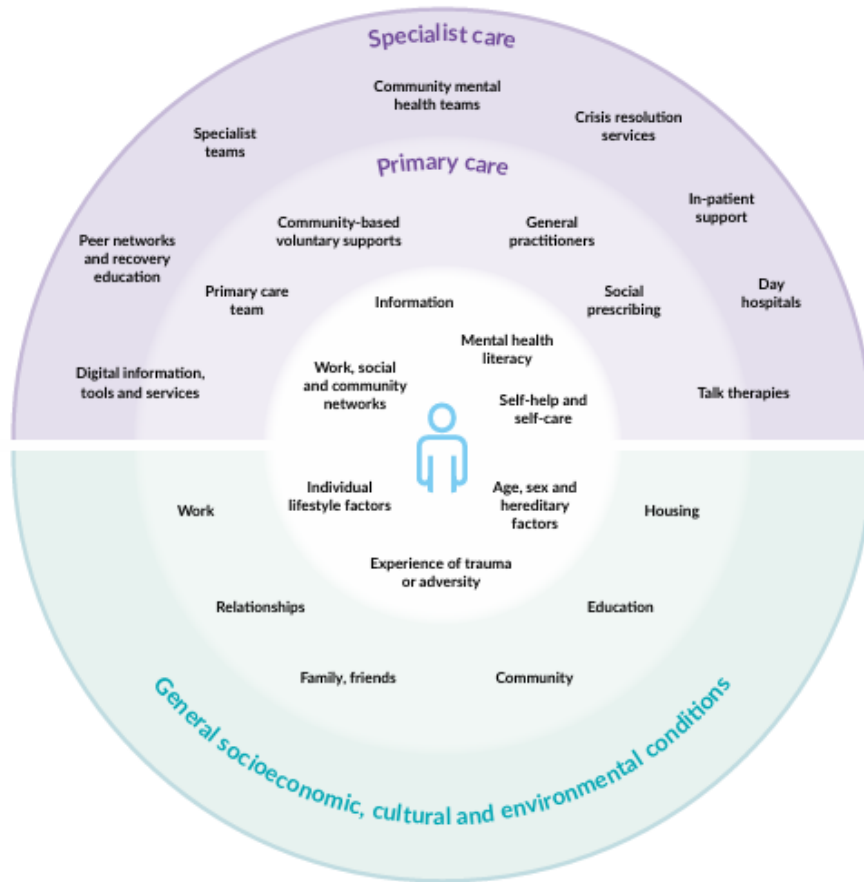 Specialist care
Community mental
health teams
Crisis resolution
services
Specialist
teams
Primary care
In-patient
support
Community-based
voluntary supports
General
practitioners
Peer networks
and recovery
education
Day
hospitals
Primary care
team
Information
Social
prescribing
Mental health
literacy
Work, social
and community
networks
Digital information,
tools and services
Self-help and
self-care
Talk therapies
Individual
lifestyle factors
Age, sex and
hereditary
factors
Work
Housing
Experience of trauma
or adversity
Relationships
Education
Family, friends
Community
General socioeconomic, cultural and environmental conditions